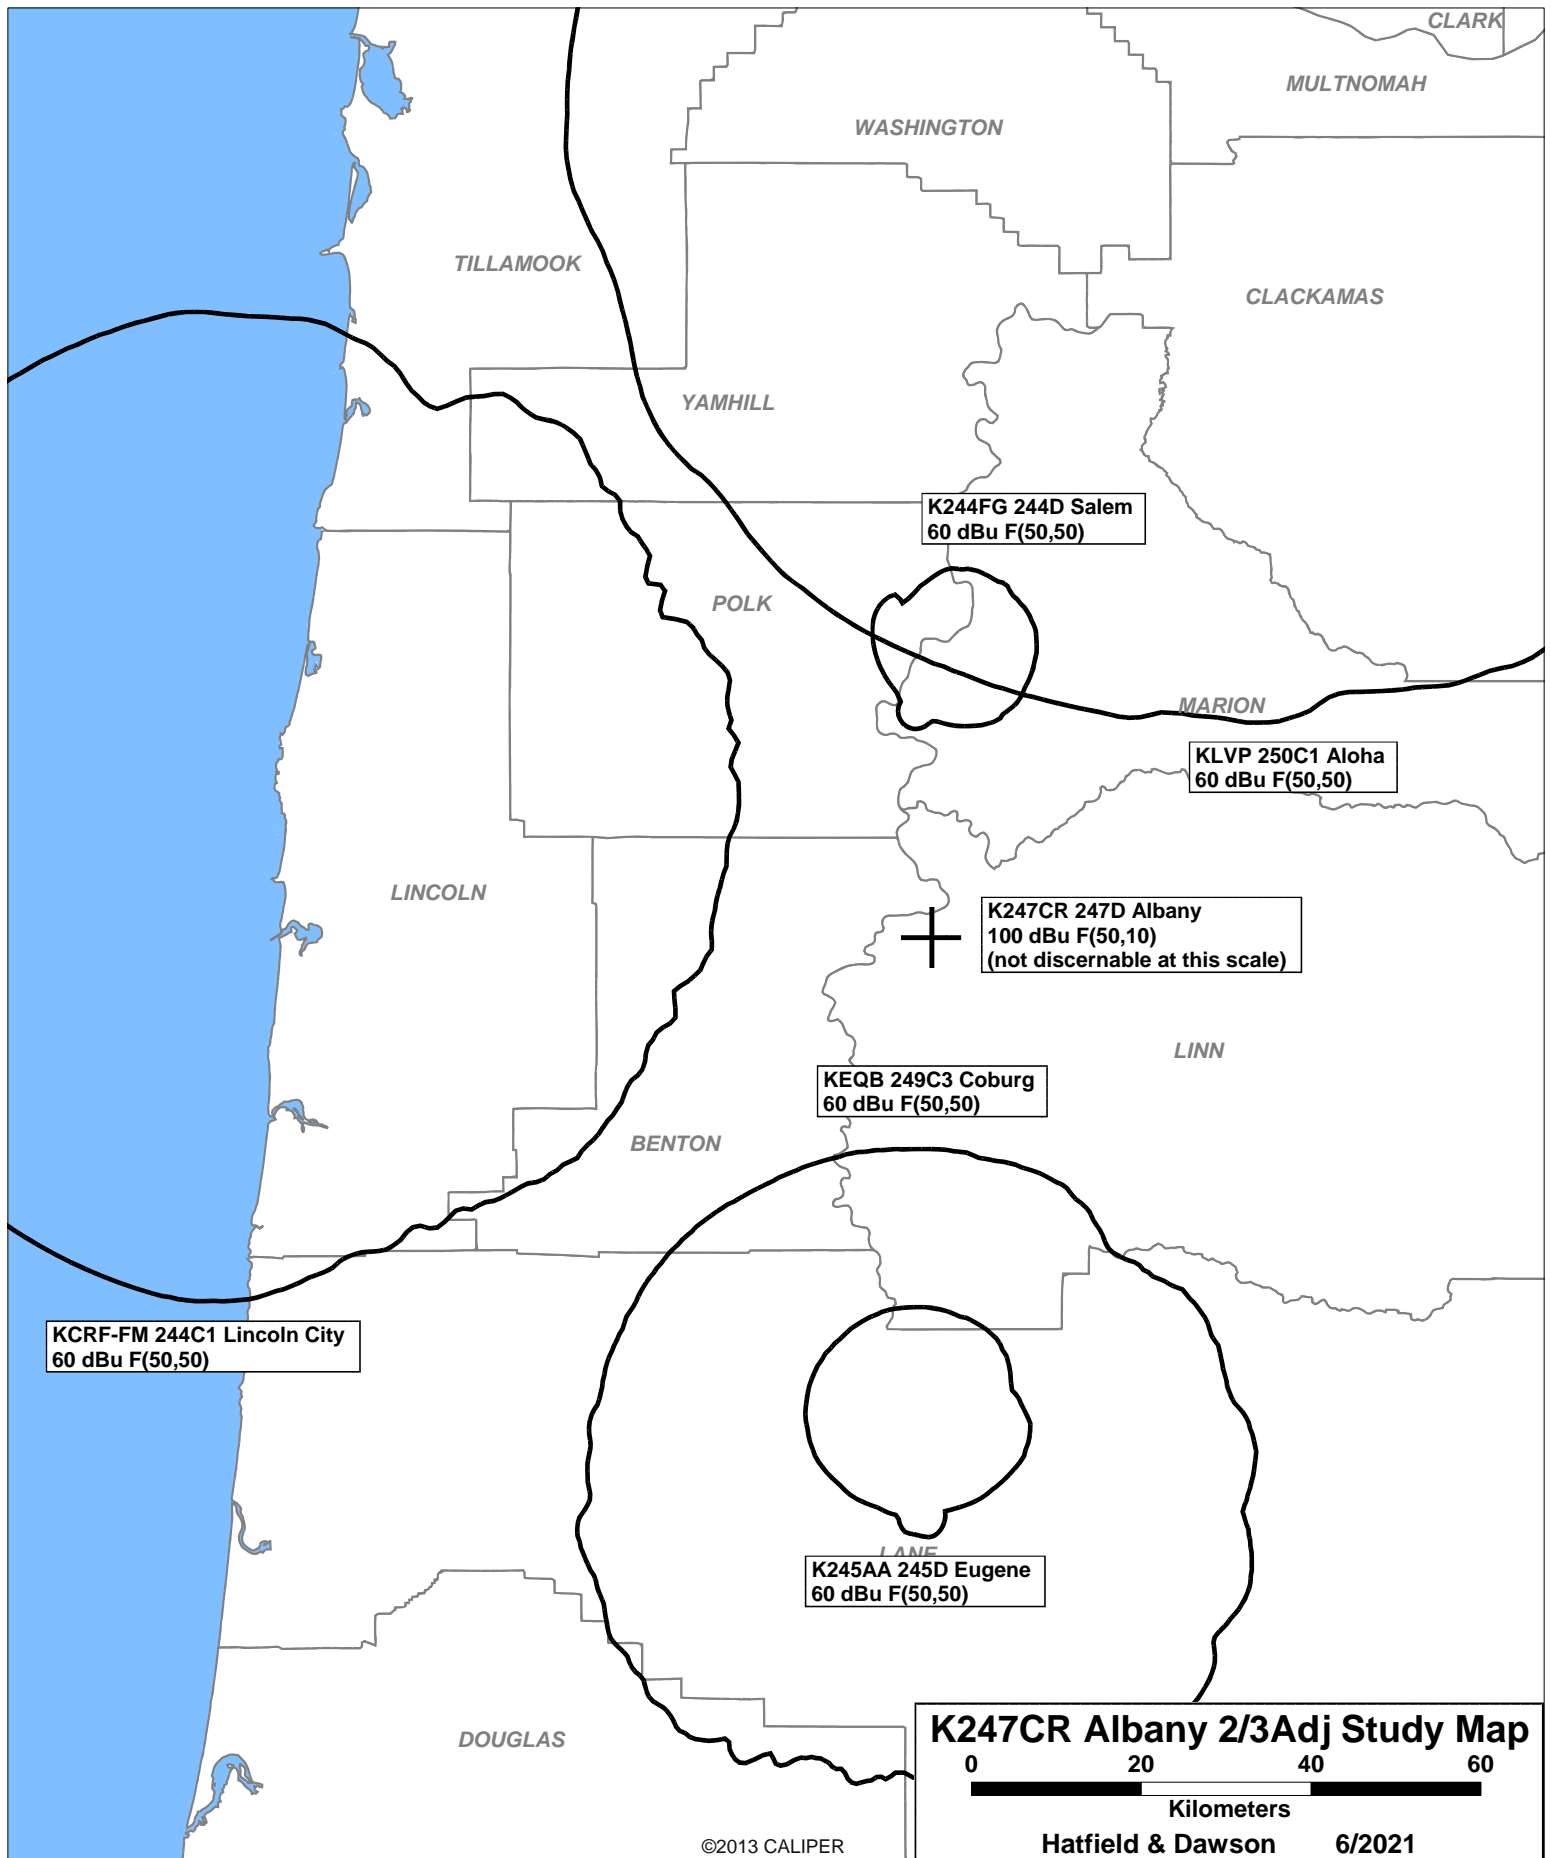 CLARK
MULTNOMAH
WASHINGTON
TILLAMOOK
CLACKAMAS
YAMHILL
K244FG 244D Salem
60 dBu F(50,50)
POLK
MARION
KLVP 250C1 Aloha
60 dBu F(50,50)
LINCOLN
K247CR 247D Albany
100 dBu F(50,10)
(not discernable at this scale)
LINN
KEQB 249C3 Coburg
60 dBu F(50,50)
BENTON
KCRF-FM 244C1 Lincoln City
60 dBu F(50,50)
LANE
K245AA 245D Eugene
60 dBu F(50,50)
DOUGLAS
K247CR Albany 2/3Adj Study Map
0 20 40 60
Kilometers
Hatfield & Dawson 6/2021
©2013 CALIPER